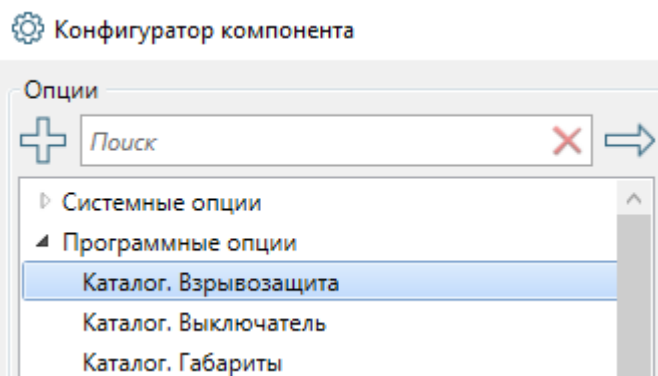 Конфигуратор компонента
Опции
Поиск
Системные опции
Программные опции
Каталог. Взрывозащита
Каталог. Выключатель
Каталог. Габариты